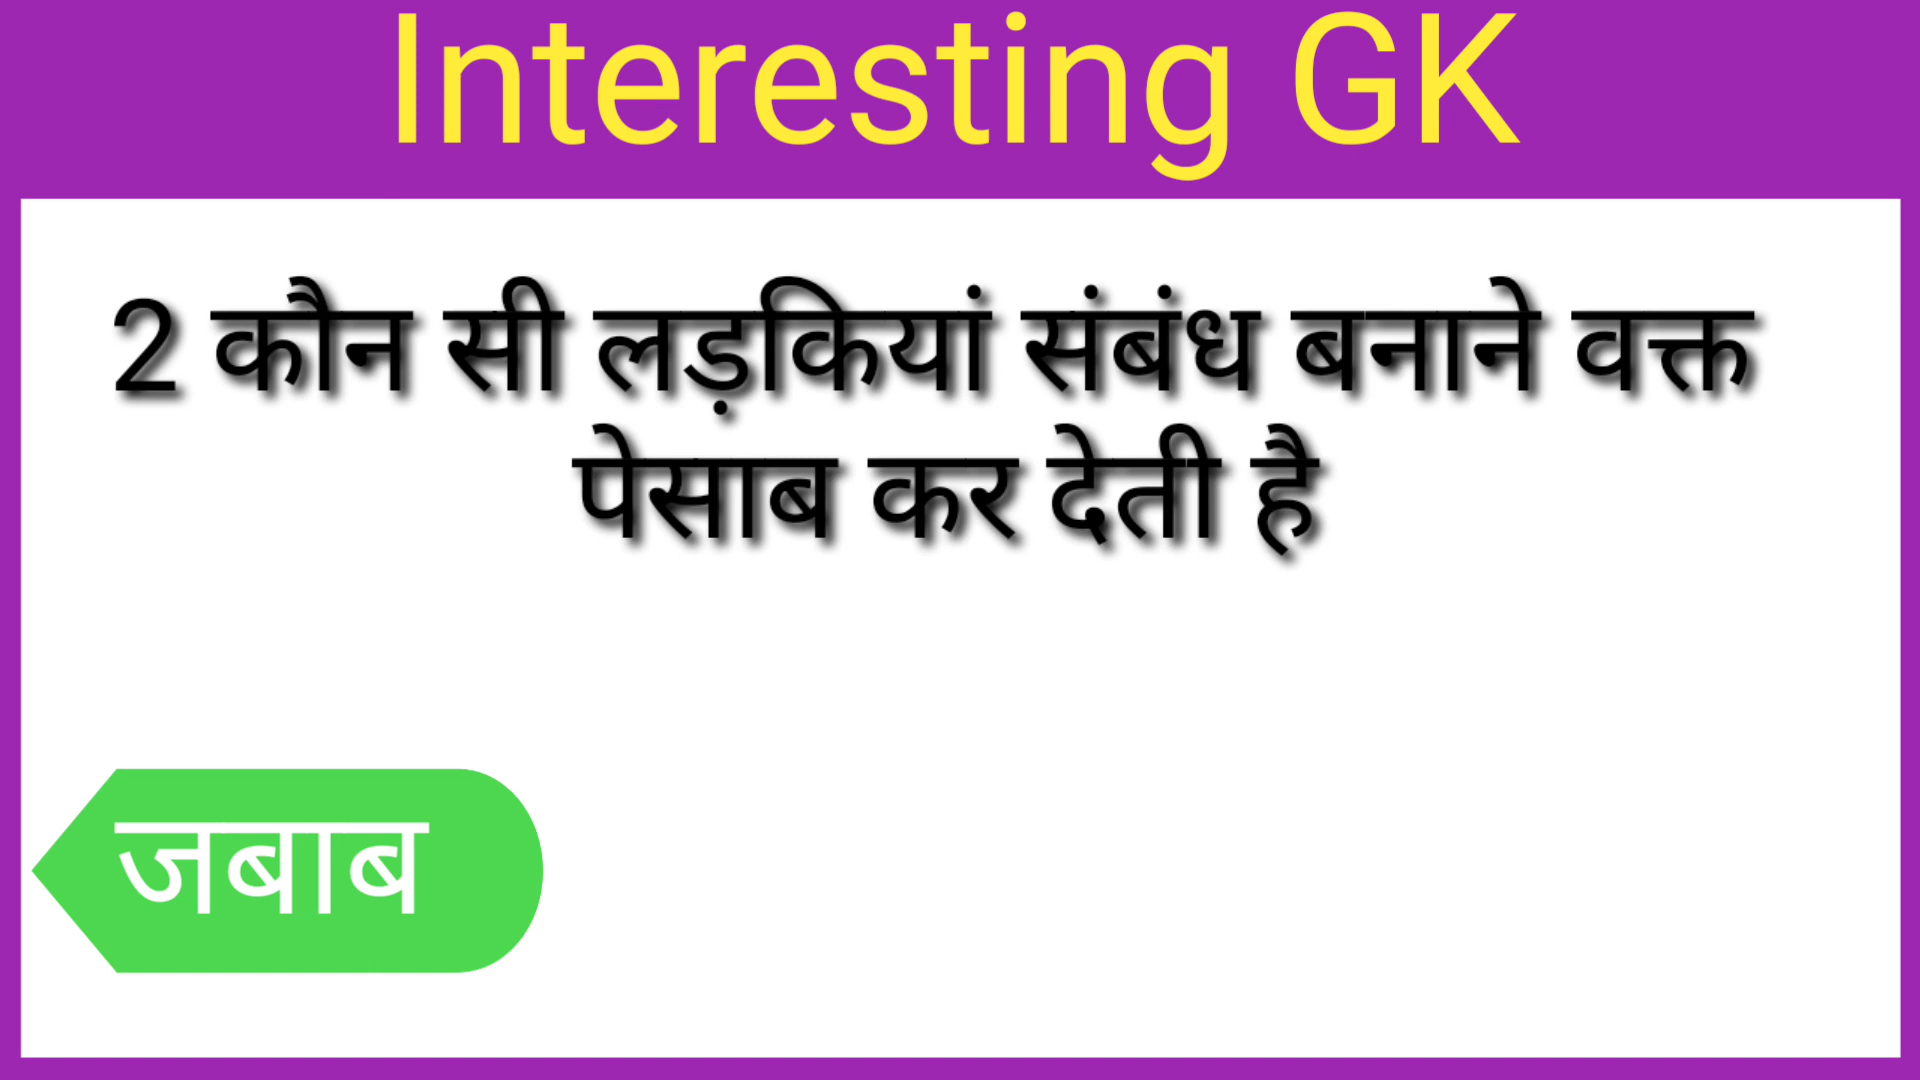 Interesting GK
2 कौन सी लड़कियां संबंध बनाने वक्त
पेसाब कर देती है
जबाब